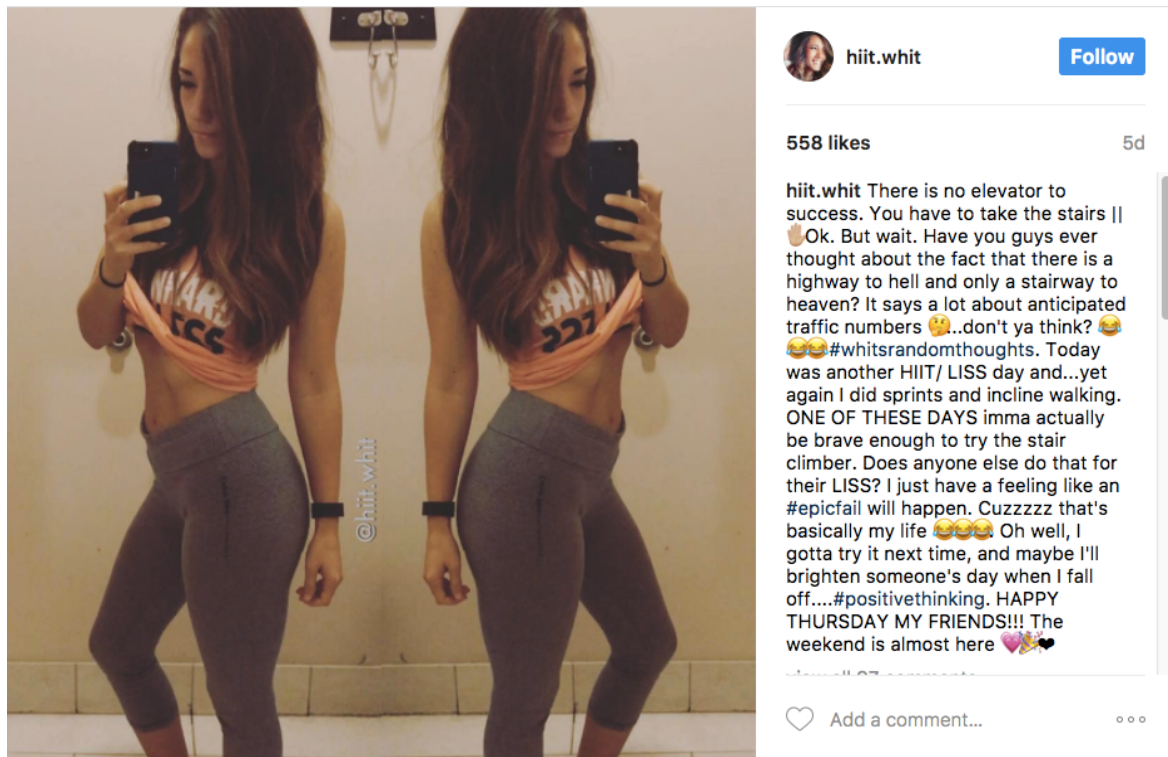 hiit.whit
Follow
558 likes
5d
hiit.whit There is no elevator to
success. You have to take the stairs ||
✋🏼Ok. But wait. Have you guys ever
thought about the fact that there is a
highway to hell and only a stairway to
heaven? It says a lot about anticipated
traffic numbers 🤔...don't ya think? 😂
😂😂#whitsrandomthoughts. Today
was another HIIT/ LISS day and...yet
again I did sprints and incline walking.
ONE OF THESE DAYS imma actually
be brave enough to try the stair
climber. Does anyone else do that for
their LISS? I just have a feeling like an
#epicfail will happen. Cuzzzzz that's
basically my life 😂😂😂 Oh well, I
gotta try it next time, and maybe I'll
brighten someone's day when I fall
off....#positivethinking. HAPPY
THURSDAY MY FRIENDS!!! The
weekend is almost here 💗🎉❤
Add a comment...
@hiit.whit